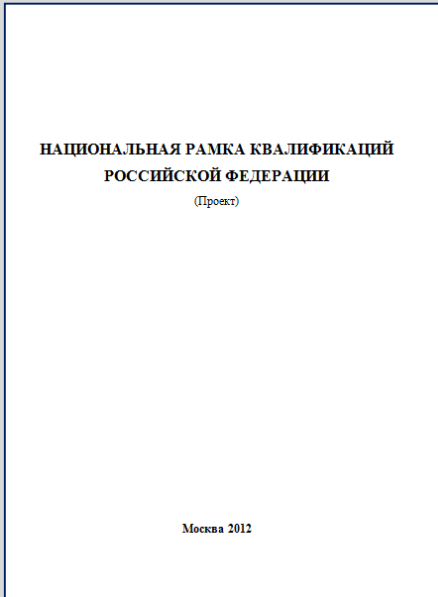 НАЦИОНАЛЬНАЯ РАМКА КВАЛИФИКАЦИЙ
РОССИЙСКОЙ ФЕДЕРАЦИИ
(Проект)
Москва 2012